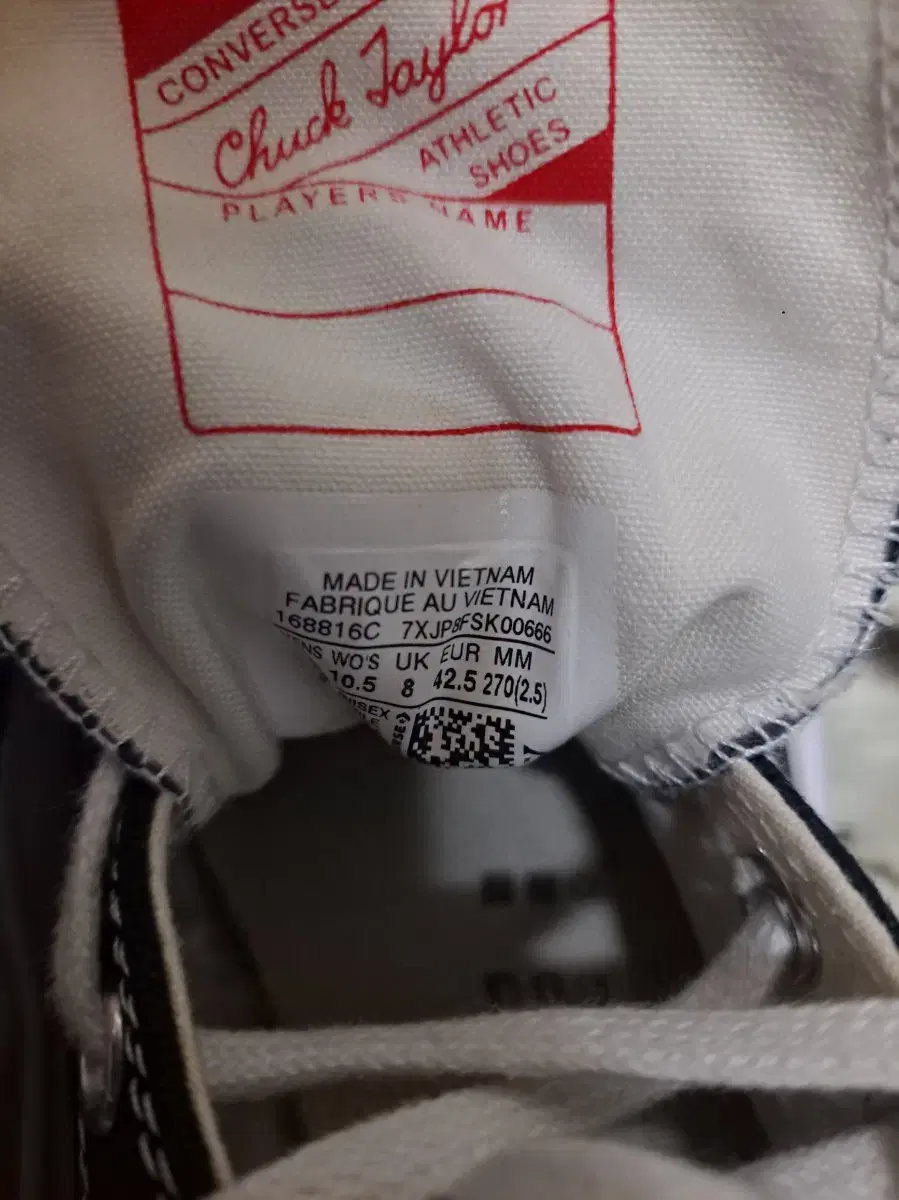 CONVERSE
Chuck Taylor
ATHLETIC
SHOES
PLAYERS NAME
MADE IN VIETNAM
FABRIQUE AU VIETNAM
168816C 7XJP8FSK00666
WO'S UK EUR MM
10.5 8 42.5 270(2.5)